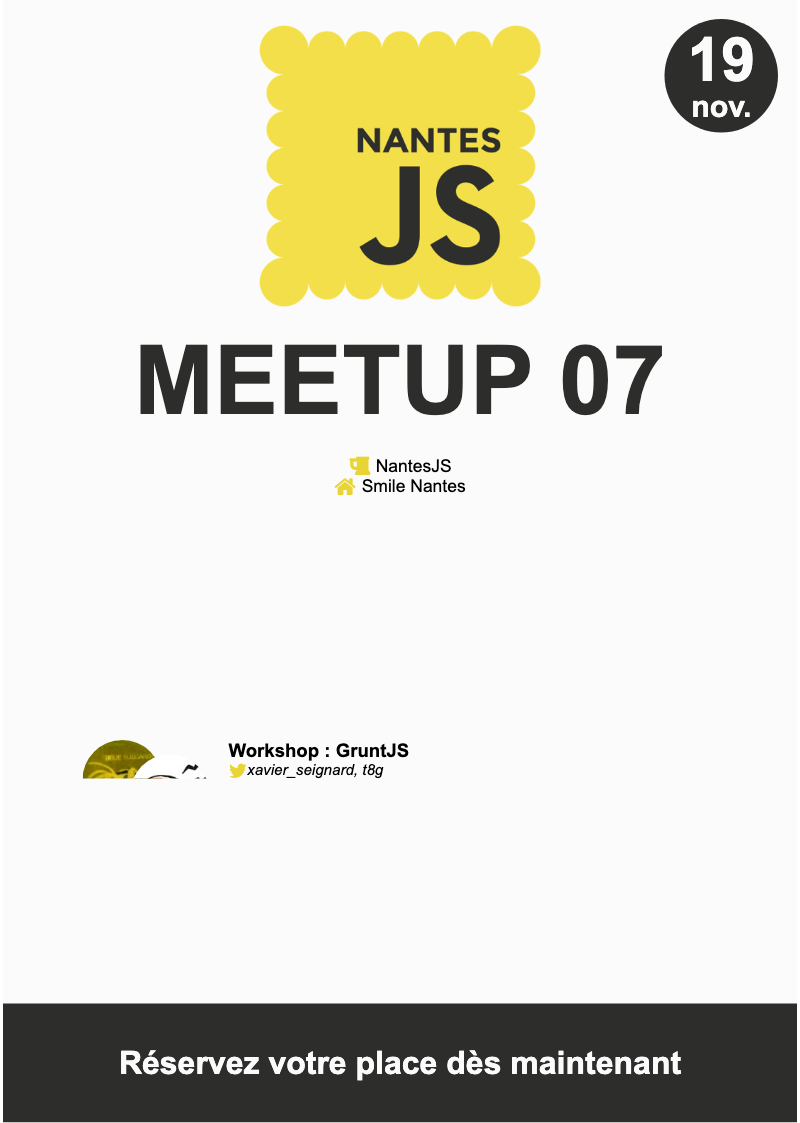 19
nov.
NANTES
JS
MEETUP 07
NantesJS
Smile Nantes
Workshop : GruntJS
xavier_seignard, t8g
Réservez votre place dès maintenant